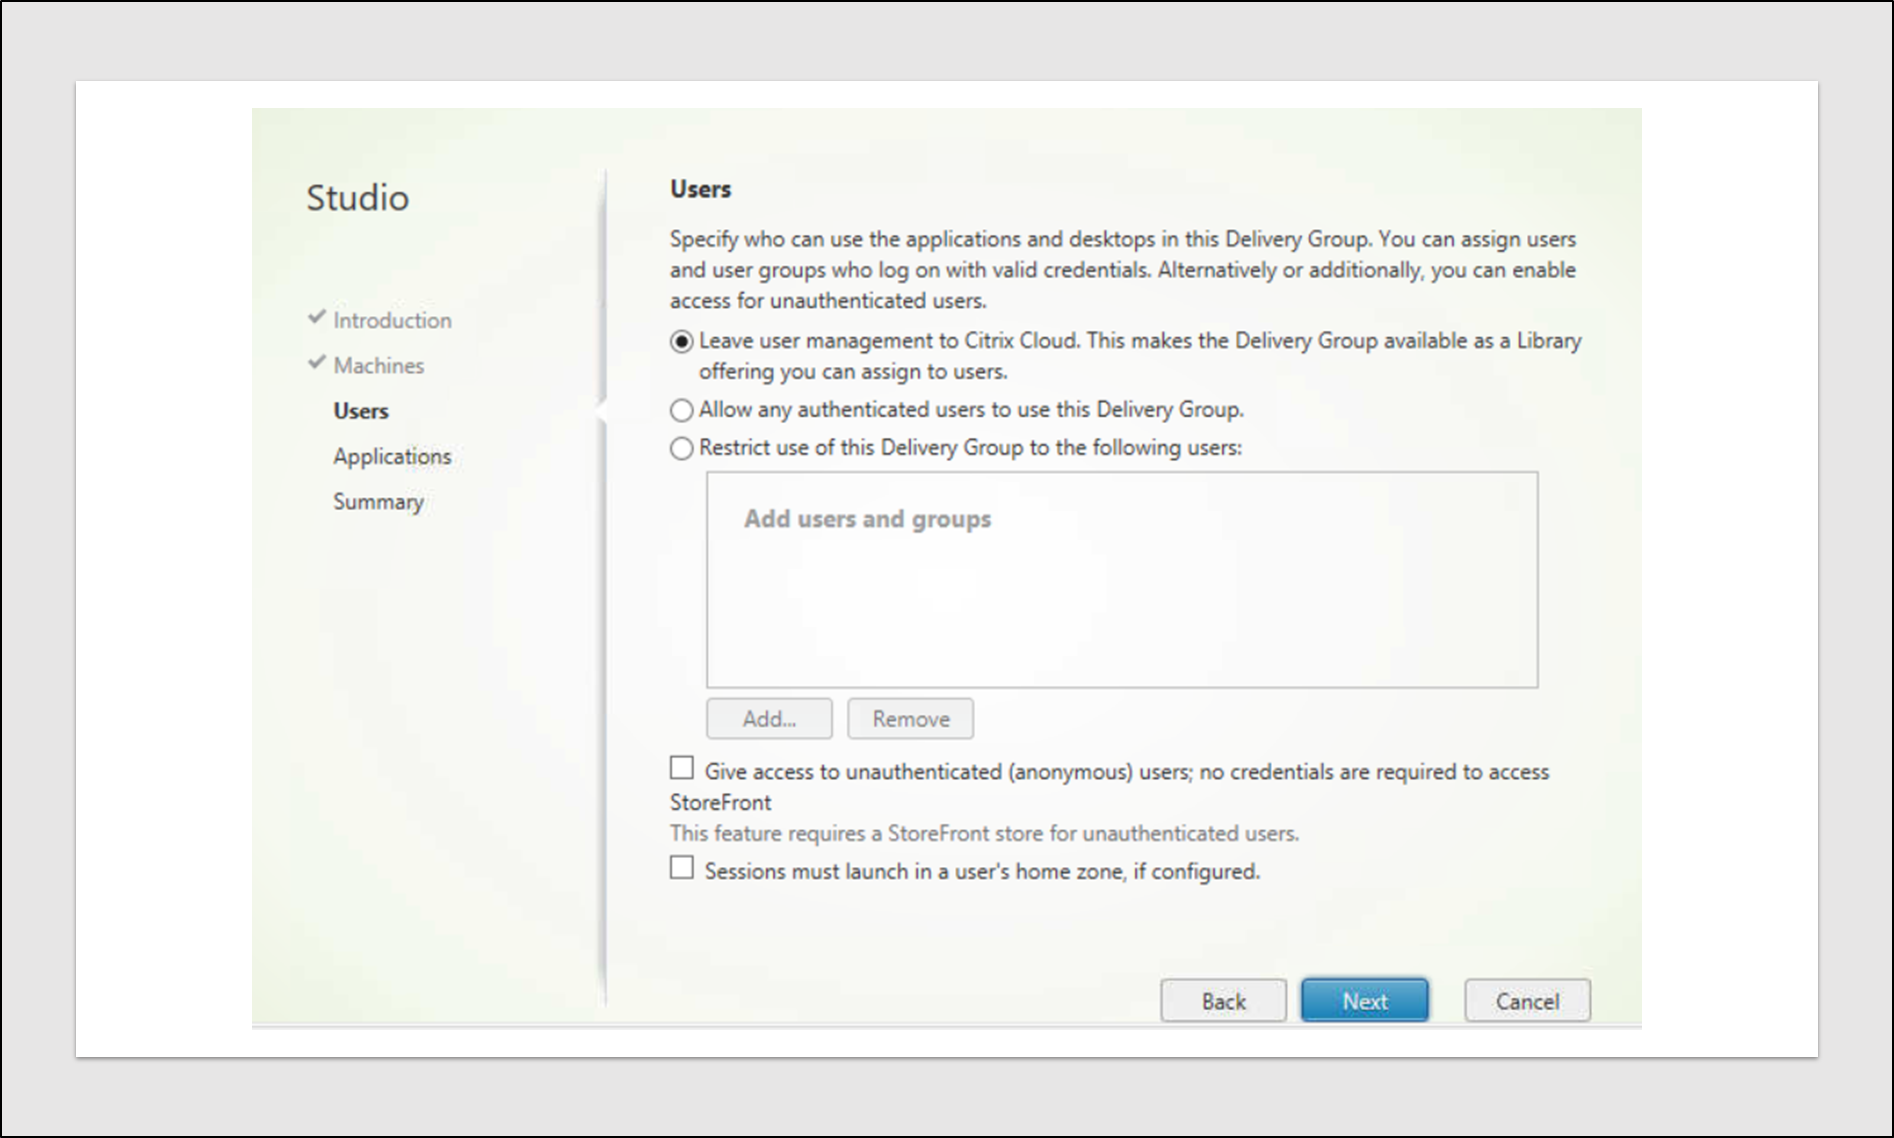 Studio
Introduction
Machines
Users
Applications
Summary
Users
Specify who can use the applications and desktops in this Delivery Group. You can assign users
and user groups who log on with valid credentials. Alternatively or additionally, you can enable
access for unauthenticated users.
Leave user management to Citrix Cloud. This makes the Delivery Group available as a Library
offering you can assign to users.
Allow any authenticated users to use this Delivery Group.
Restrict use of this Delivery Group to the following users:
Add users and groups
Add...
Remove
Give access to unauthenticated (anonymous) users; no credentials are required to access
StoreFront
This feature requires a StoreFront store for unauthenticated users.
Sessions must launch in a user's home zone, if configured.
Back
Next
Cancel